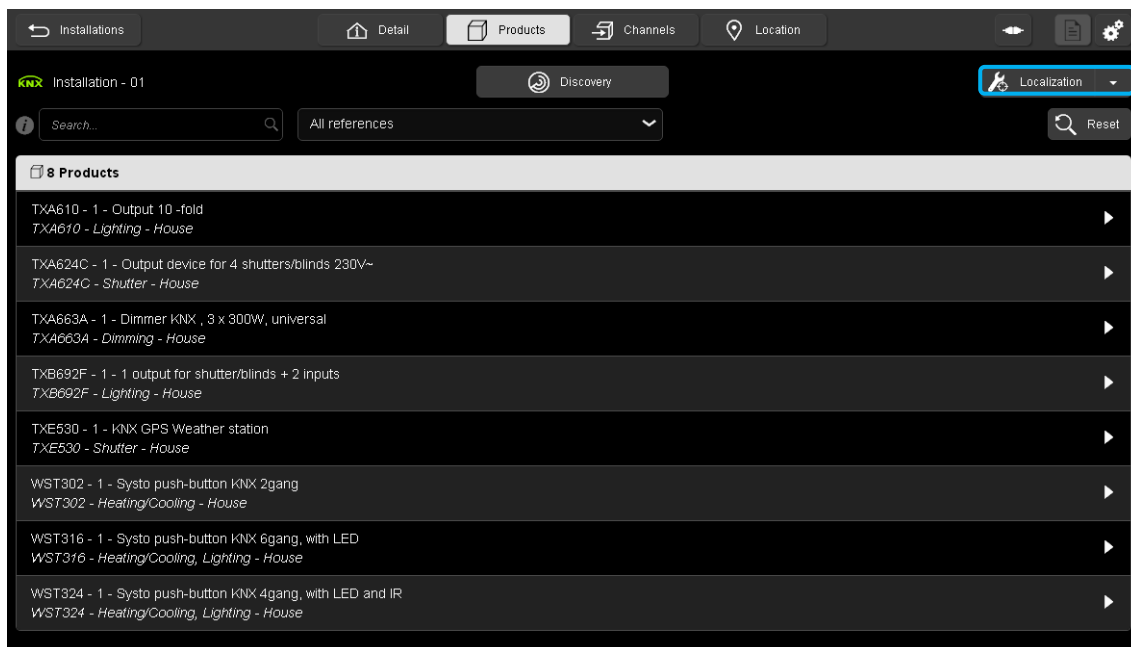 Installations
Detail
Products
Channels
Location
KNX Installation - 01
Discovery
Localization
i Search...
All references
Reset
8 Products
TXA610 - 1 - Output 10 -fold
TXA610 - Lighting - House
TXA624C - 1 - Output device for 4 shutters/blinds 230V~
TXA624C - Shutter - House
TXA663A - 1 - Dimmer KNX , 3 x 300W, universal
TXA663A - Dimming - House
TXB692F - 1 - 1 output for shutter/blinds + 2 inputs
TXB692F - Lighting - House
TXE530 - 1 - KNX GPS Weather station
TXE530 - Shutter - House
WST302 - 1 - Systo push-button KNX 2gang
WST302 - Heating/Cooling - House
WST316 - 1 - Systo push-button KNX 6gang, with LED
WST316 - Heating/Cooling, Lighting - House
WST324 - 1 - Systo push-button KNX 4gang, with LED and IR
WST324 - Heating/Cooling, Lighting - House